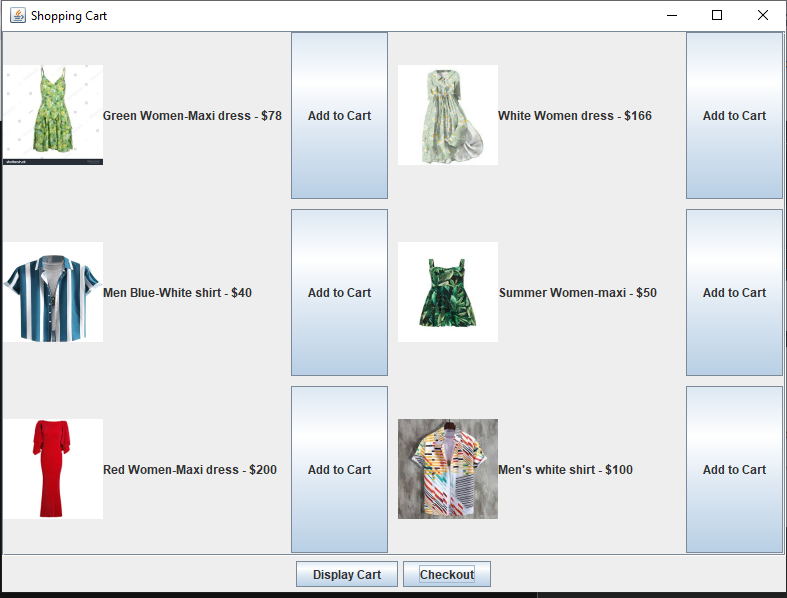 Shopping Cart
Green Women-Maxi dress - $78
Add to Cart
White Women dress - $166
Add to Cart
Men Blue-White shirt - $40
Add to Cart
Summer Women-maxi - $50
Add to Cart
Red Women-Maxi dress - $200
Add to Cart
Men's white shirt - $100
Add to Cart
Display Cart
Checkout